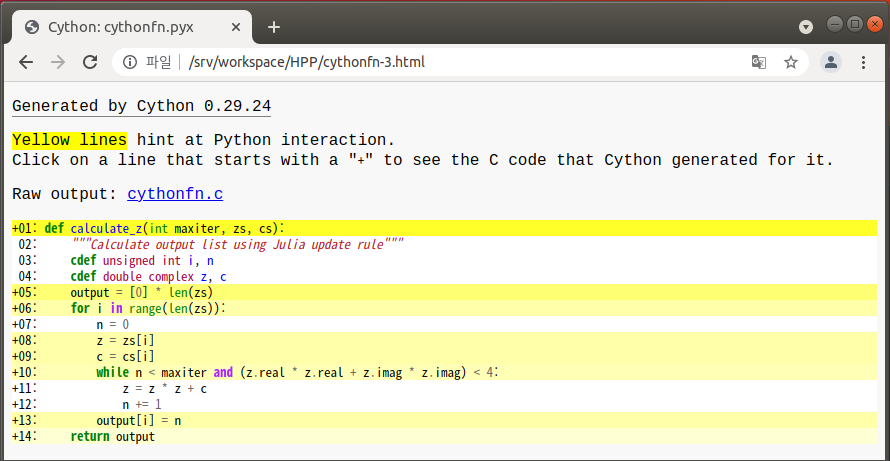 Cython: cythonfn.pyx
파일 /srv/workspace/HPP/cythonfn-3.html
Generated by Cython 0.29.24
Yellow lines hint at Python interaction.
Click on a line that starts with a "+" to see the C code that Cython generated for it.
Raw output: cythonfn.c
+01: def calculate_z(int maxiter, zs, cs):
 02:     """Calculate output list using Julia update rule"""
 03:     cdef unsigned int i, n
 04:     cdef double complex z, c
+05:     output = [0] * len(zs)
+06:     for i in range(len(zs)):
+07:         n = 0
+08:         z = zs[i]
+09:         c = cs[i]
+10:         while n < maxiter and (z.real * z.real + z.imag * z.imag) < 4:
+11:             z = z * z + c
+12:             n += 1
+13:         output[i] = n
+14:     return output